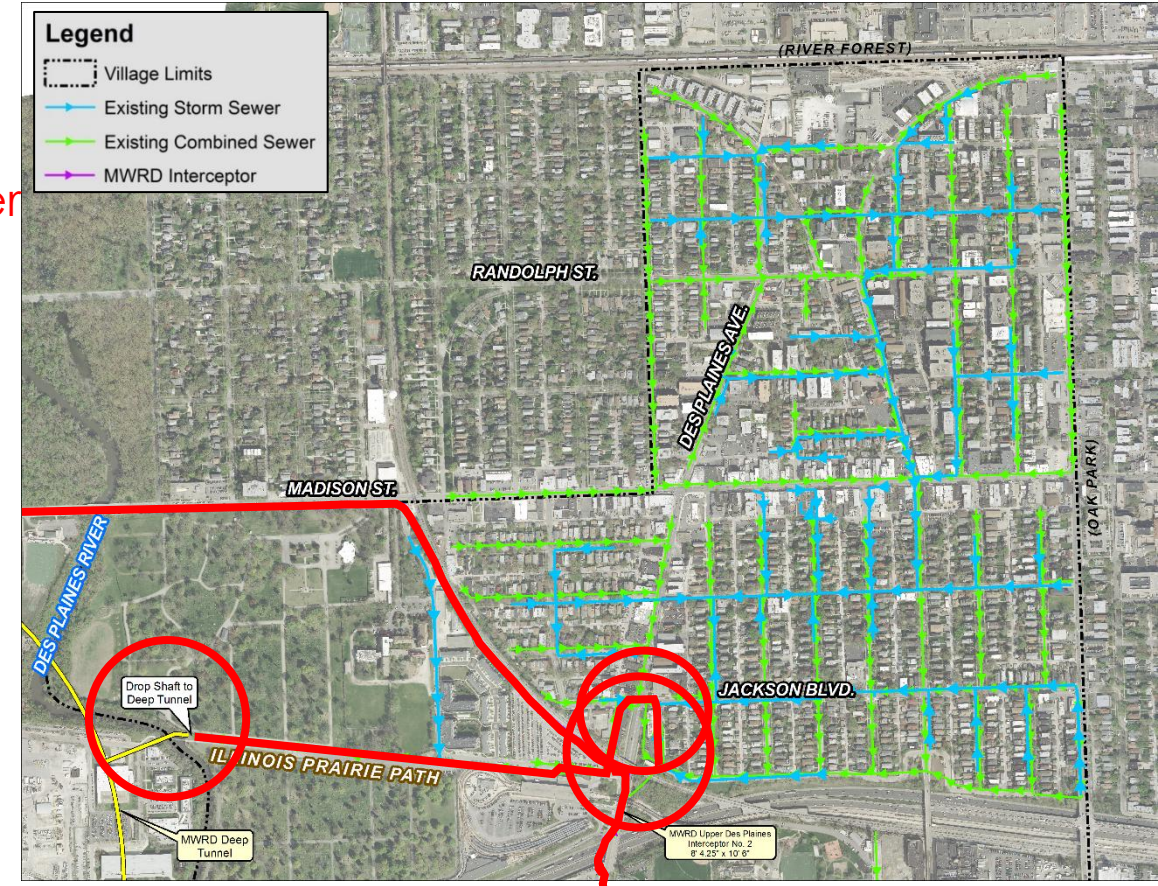 Legend
Village Limits
Existing Storm Sewer
Existing Combined Sewer
MWRD Interceptor
er
(RIVER FOREST)
RANDOLPH ST.
DES PLAINES AVE.
MADISON ST.
(OAK PARK)
DES PLAINES RIVER
Drop Shaft to
Deep Tunnel
JACKSON BLVD.
ILLINOIS PRAIRIE PATH
MWRD Deep
Tunnel
MWRD Upper Des Plaines
Interceptor No. 2
8' 4.25" x 10' 6"